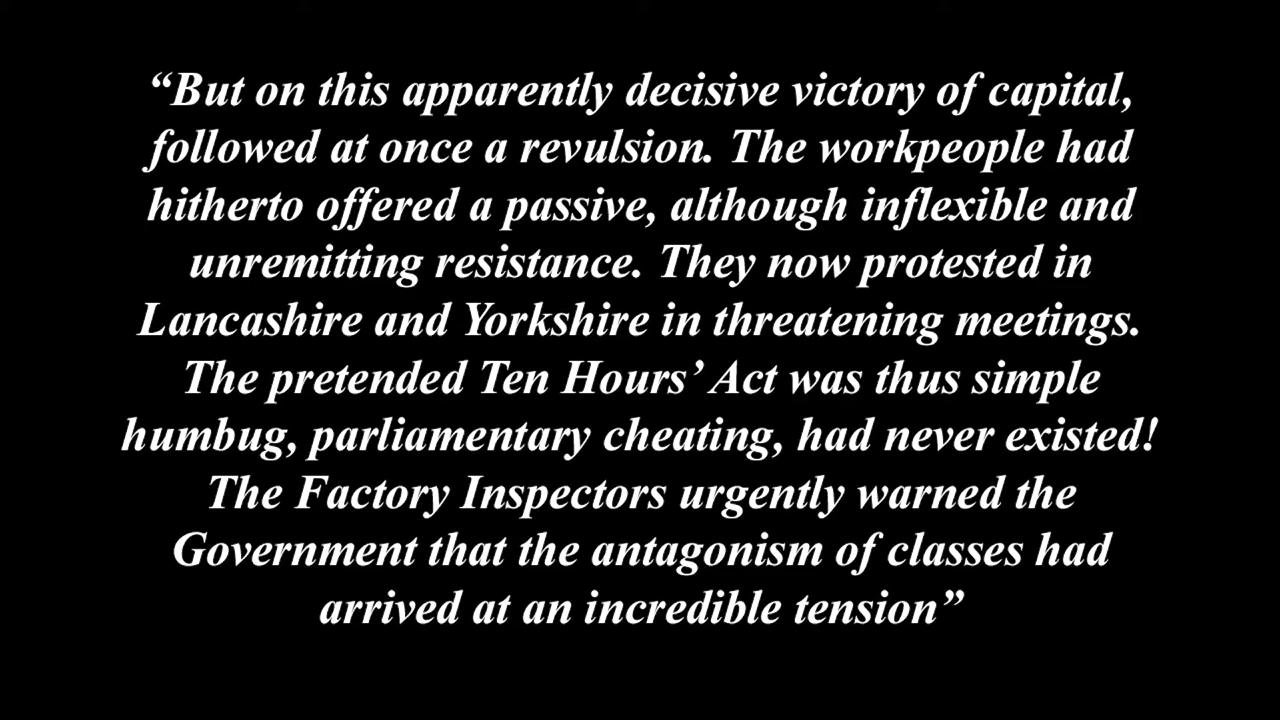 “But on this apparently decisive victory of capital,
followed at once a revulsion. The workpeople had
hitherto offered a passive, although inflexible and
unremitting resistance. They now protested in
Lancashire and Yorkshire in threatening meetings.
The pretended Ten Hours’ Act was thus simple
humbug, parliamentary cheating, had never existed!
The Factory Inspectors urgently warned the
Government that the antagonism of classes had
arrived at an incredible tension”